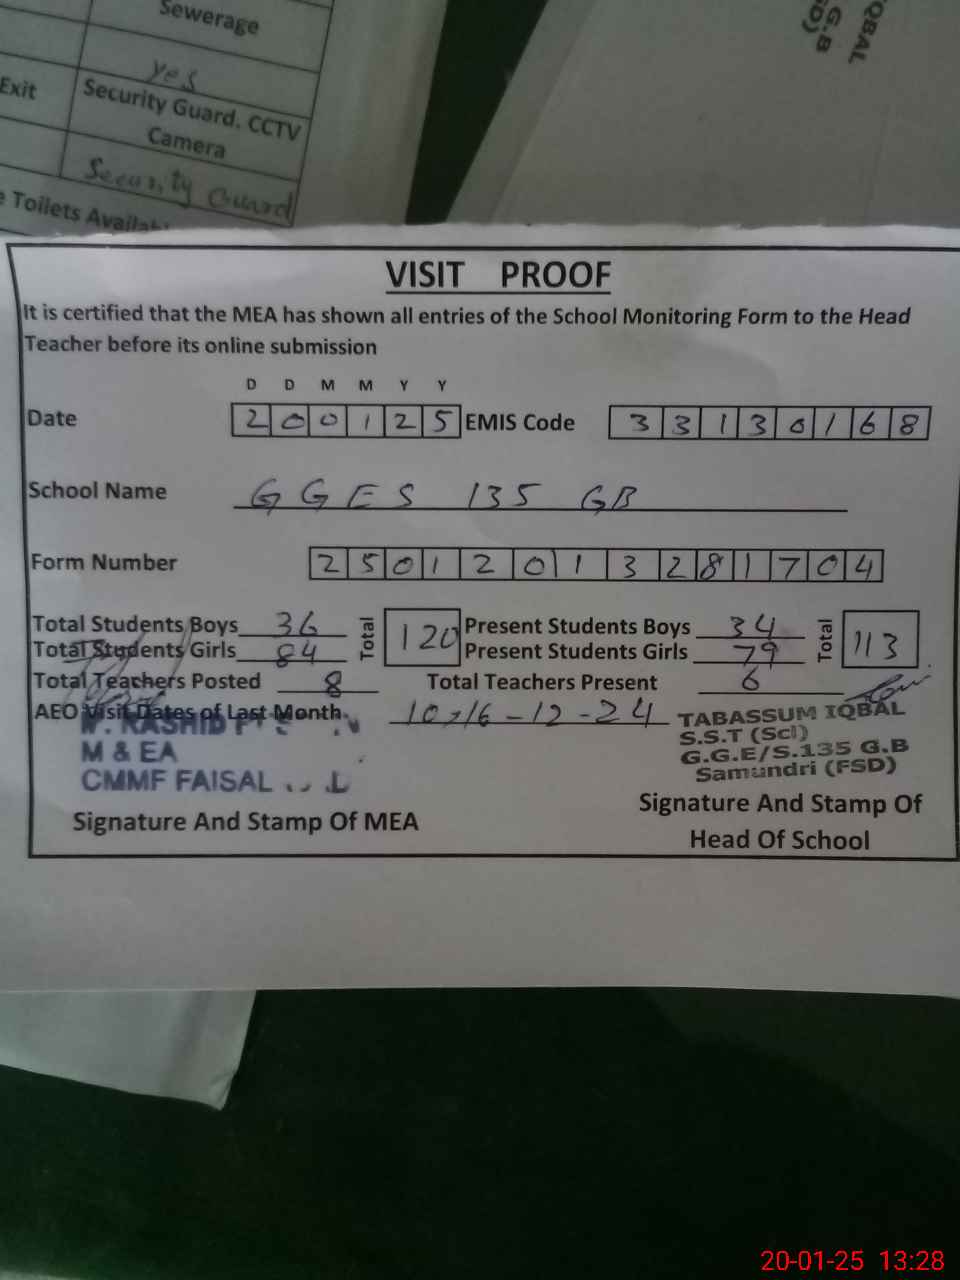 Sewerage
yes
Exit
Security Guard. CCTV
Camera
Security Guard
Toilets
IQBAL
G.B
VISIT PROOF
It is certified that the MEA has shown all entries of the School Monitoring Form to the Head
Teacher before its online submission
D D M M Y Y
Date 2 0 0 1 2 5 EMIS Code 3 3 1 3 0 1 6 8
School Name GGES 135 GB
Form Number 2 5 0 1 2 0 1 3 2 8 1 7 0 4
Total Students Boys 36 Total 120 Present Students Boys 34 Total 113
Total Students Girls 84 Present Students Girls 79
Total Teachers Posted 8 Total Teachers Present 6
AEO Visit Dates of Last Month 10,16-12-24
TABASSUM IQBAL
S.S.T (Sci)
G.G.E/S.135 G.B
Samundri (FSD)
RASHID
M & EA
CMMF FAISAL
Signature And Stamp Of MEA
Signature And Stamp Of
Head Of School
20-01-25 13:28